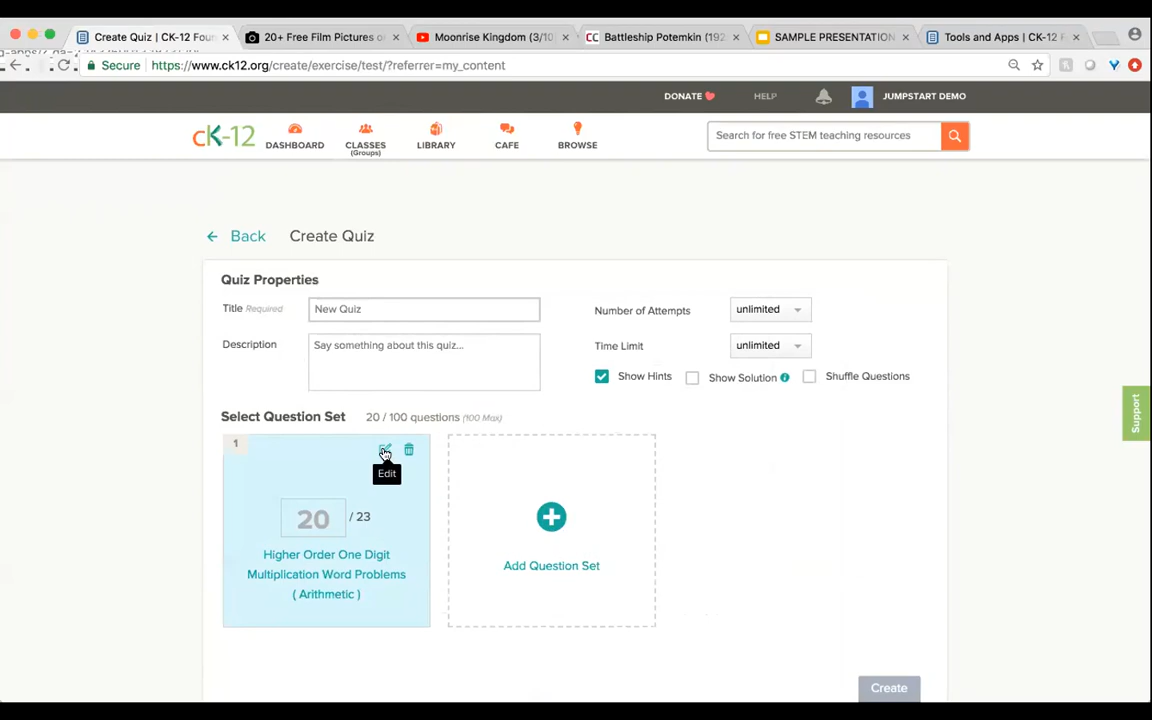 Create Quiz | CK-12 Foun
20+ Free Film Pictures o
Moonrise Kingdom (3/10)
Battleship Potemkin (192
SAMPLE PRESENTATION
Tools and Apps | CK-12 F
Secure https://www.ck12.org/create/exercise/test/?referrer=my_content
DONATE HELP JUMPSTART DEMO
cK-12 DASHBOARD CLASSES LIBRARY CAFE BROWSE Search for free STEM teaching resources
(Groups)
Back Create Quiz
Quiz Properties
Title Required New Quiz Number of Attempts unlimited
Description Say something about this quiz... Time Limit unlimited
Show Hints Show Solution Shuffle Questions
Select Question Set 20 / 100 questions (100 Max)
Support
1
Edit
20 / 23
Higher Order One Digit
Multiplication Word Problems
( Arithmetic )
Add Question Set
Create